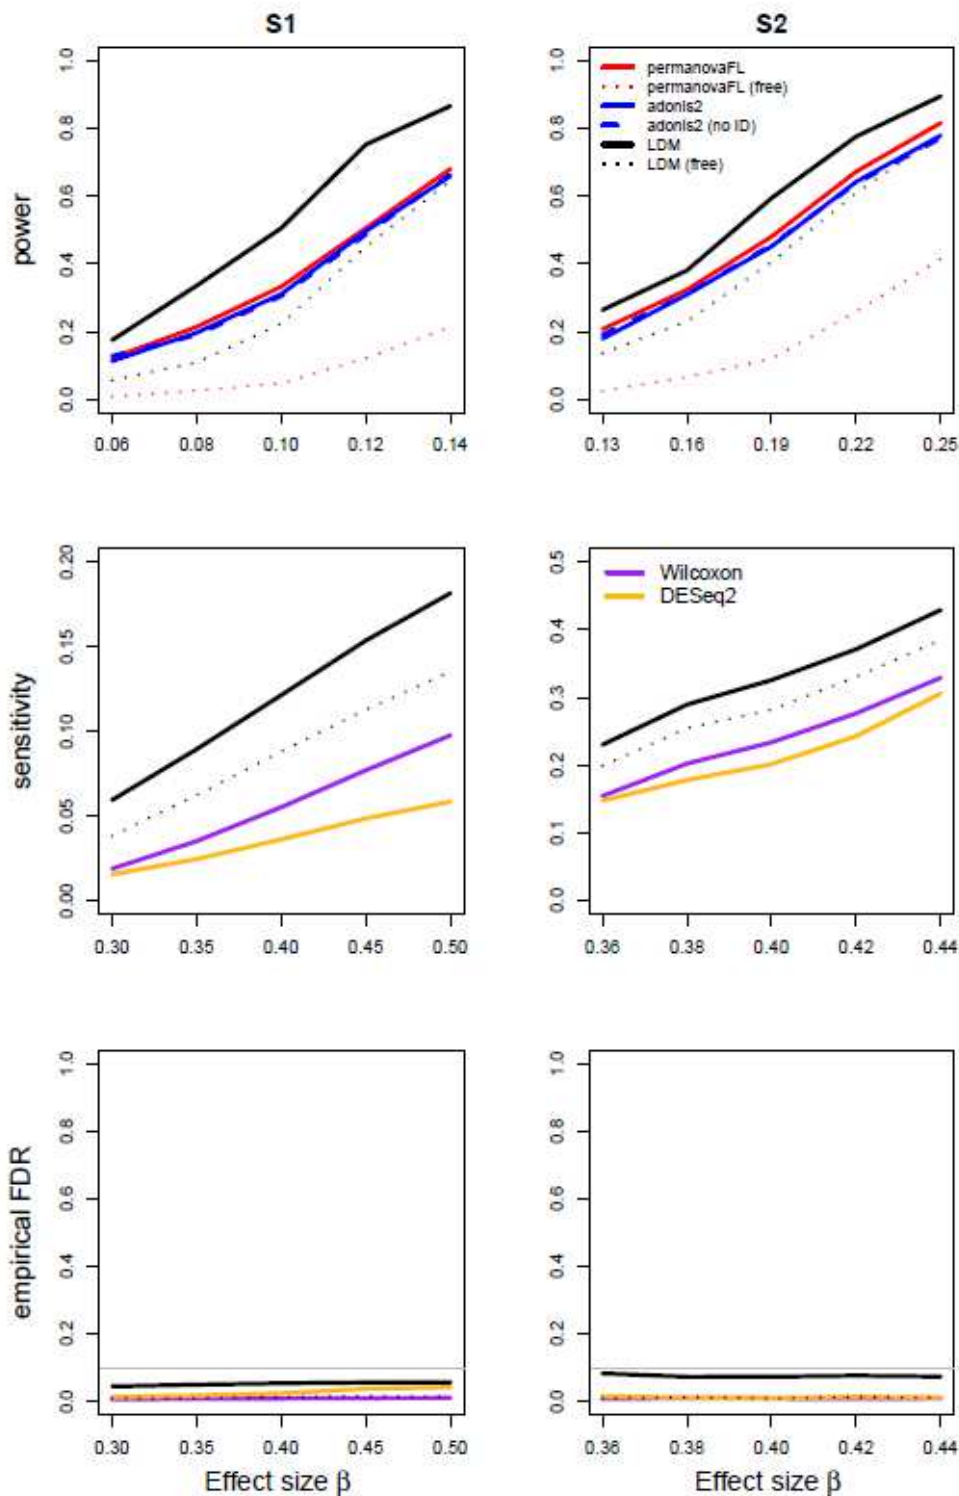 S1
S2
power
1.0
0.8
0.6
0.4
0.2
0.0
0.06 0.08 0.10 0.12 0.14
permanovaFL
permanovaFL (free)
adonis2
adonis2 (no ID)
LDM
LDM (free)
1.0
0.8
0.6
0.4
0.2
0.0
0.13 0.16 0.19 0.22 0.25
sensitivity
0.20
0.15
0.10
0.05
0.00
0.30 0.35 0.40 0.45 0.50
Wilcoxon
DESeq2
0.5
0.4
0.3
0.2
0.1
0.0
0.36 0.38 0.40 0.42 0.44
empirical FDR
1.0
0.8
0.6
0.4
0.2
0.0
0.30 0.35 0.40 0.45 0.50
Effect size β
1.0
0.8
0.6
0.4
0.2
0.0
0.36 0.38 0.40 0.42 0.44
Effect size β